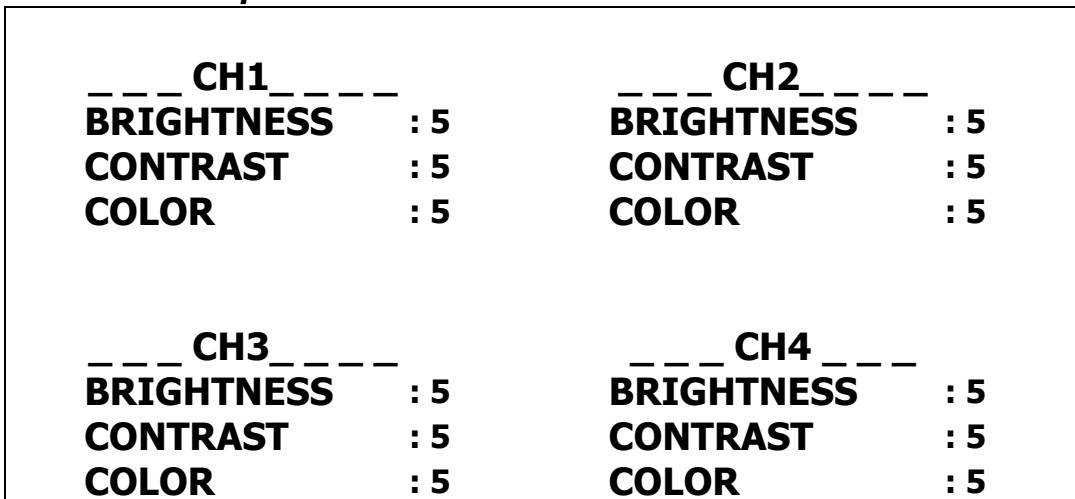 _ _ _ CH1_ _ _ _
BRIGHTNESS : 5
CONTRAST : 5
COLOR : 5
_ _ _ CH2_ _ _ _
BRIGHTNESS : 5
CONTRAST : 5
COLOR : 5
_ _ _ CH3_ _ _ _
BRIGHTNESS : 5
CONTRAST : 5
COLOR : 5
_ _ _ CH4 _ _ _
BRIGHTNESS : 5
CONTRAST : 5
COLOR : 5